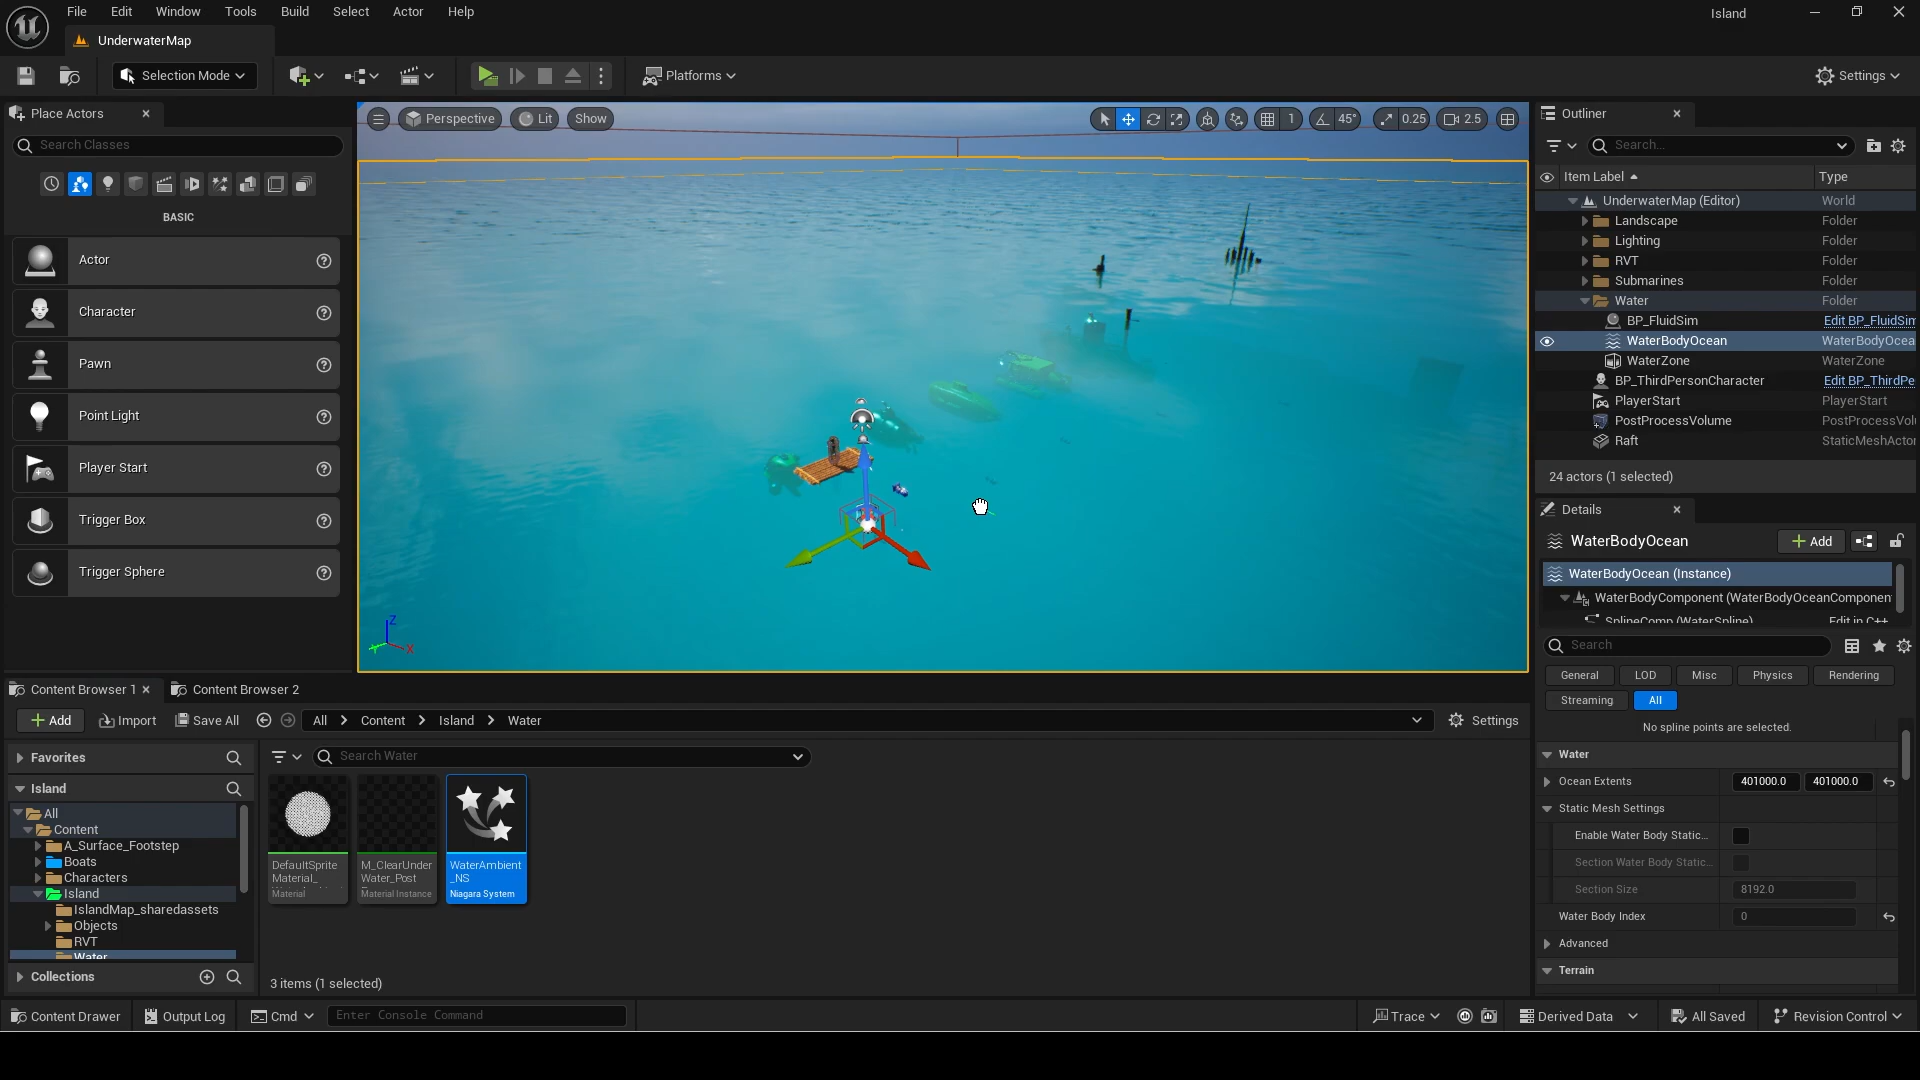 File Edit Window Tools Build Select Actor Help
Island
UnderwaterMap
Selection Mode
Platforms
Settings
Place Actors
Search Classes
BASIC
Actor
Character
Pawn
Point Light
Player Start
Trigger Box
Trigger Sphere
Perspective Lit Show
1 45° 0.25 2.5
Z
X
Outliner
Search...
Item Label Type
UnderwaterMap (Editor) World
Landscape Folder
Lighting Folder
RVT Folder
Submarines Folder
Water Folder
BP_FluidSim Edit BP_FluidSim
WaterBodyOcean WaterBodyOcea
WaterZone WaterZone
BP_ThirdPersonCharacter Edit BP_ThirdPe
PlayerStart PlayerStart
PostProcessVolume PostProcessVol
Raft StaticMeshActor
24 actors (1 selected)
Details
WaterBodyOcean Add
WaterBodyOcean (Instance)
WaterBodyComponent (WaterBodyOceanComponen
SplineComp (WaterSpline) Edit in C++
Search
General LOD Misc Physics Rendering
Streaming All
No spline points are selected.
Water
Ocean Extents 401000.0 401000.0
Static Mesh Settings
Enable Water Body Static...
Section Water Body Static...
Section Size 8192.0
Water Body Index 0
Advanced
Terrain
Content Browser 1 Content Browser 2
Add Import Save All All Content Island Water Settings
Favorites
Search Water
Island
All
Content
A_Surface_Footstep
Boats
Characters
Island
IslandMap_sharedassets
Objects
RVT
Water
Collections
DefaultSprite
Material_
Material
M_ClearUnder
Water_Post
Material Instance
WaterAmbient
_NS
Niagara System
3 items (1 selected)
Content Drawer Output Log Cmd Enter Console Command Trace Derived Data All Saved Revision Control